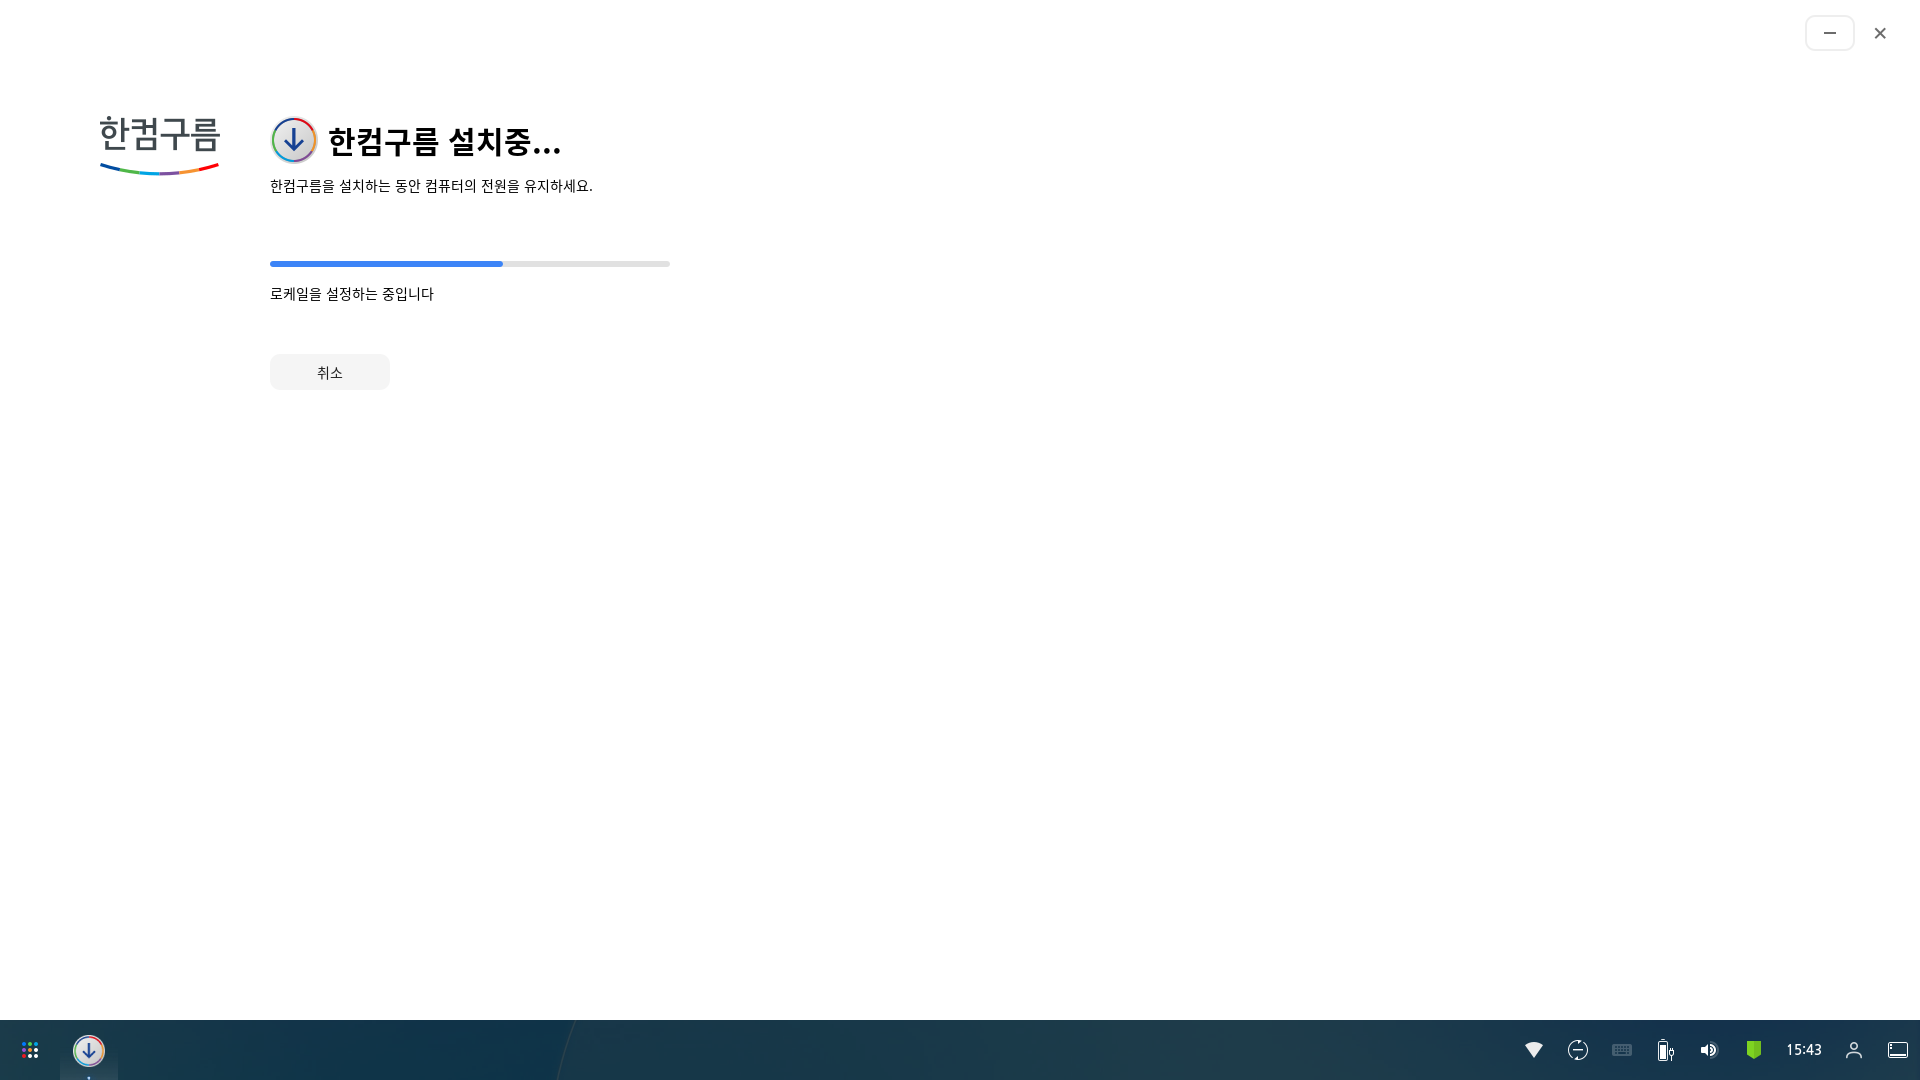 한컴구름
한컴구름 설치중...
한컴구름을 설치하는 동안 컴퓨터의 전원을 유지하세요.
로케일을 설정하는 중입니다
취소
15:43